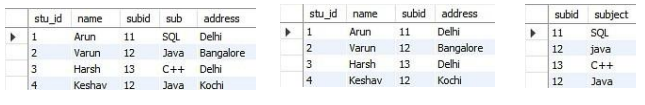 stu_id name subid sub address
1 Arun 11 SQL Delhi
2 Varun 12 Java Bangalore
3 Harsh 13 C++ Delhi
4 Keshav 12 Java Kochi
stu_id name subid address
1 Arun 11 Delhi
2 Varun 12 Bangalore
3 Harsh 13 Delhi
4 Keshav 12 Kochi
subid subject
11 SQL
12 java
13 C++
12 Java